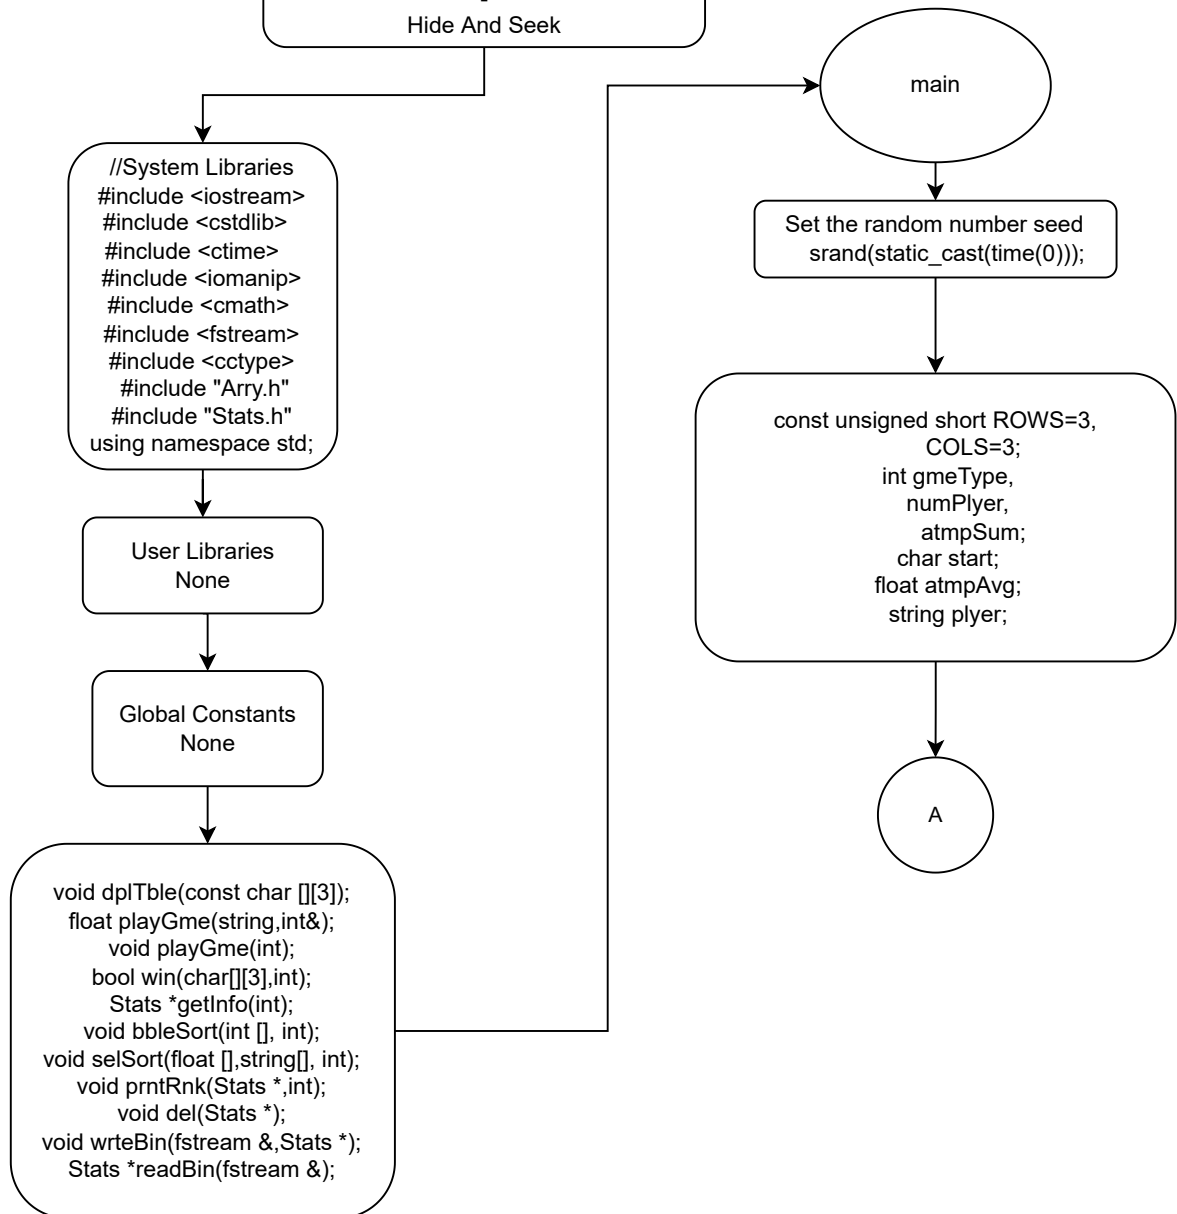 Hide And Seek
//System Libraries
#include <iostream>
#include <cstdlib>
#include <ctime>
#include <iomanip>
#include <cmath>
#include <fstream>
#include <cctype>
#include "Arry.h"
#include "Stats.h"
using namespace std;
User Libraries
None
Global Constants
None
void dplTble(const char [][3]);
float playGme(string,int&);
void playGme(int);
bool win(char[][3],int);
Stats *getInfo(int);
void bbleSort(int [], int);
void selSort(float [],string[], int);
void prntRnk(Stats *,int);
void del(Stats *);
void wrteBin(fstream &,Stats *);
Stats *readBin(fstream &);
main
Set the random number seed
srand(static_cast(time(0)));
const unsigned short ROWS=3,
COLS=3;
int gmeType,
numPlyer,
atmpSum;
char start;
float atmpAvg;
string plyer;
A